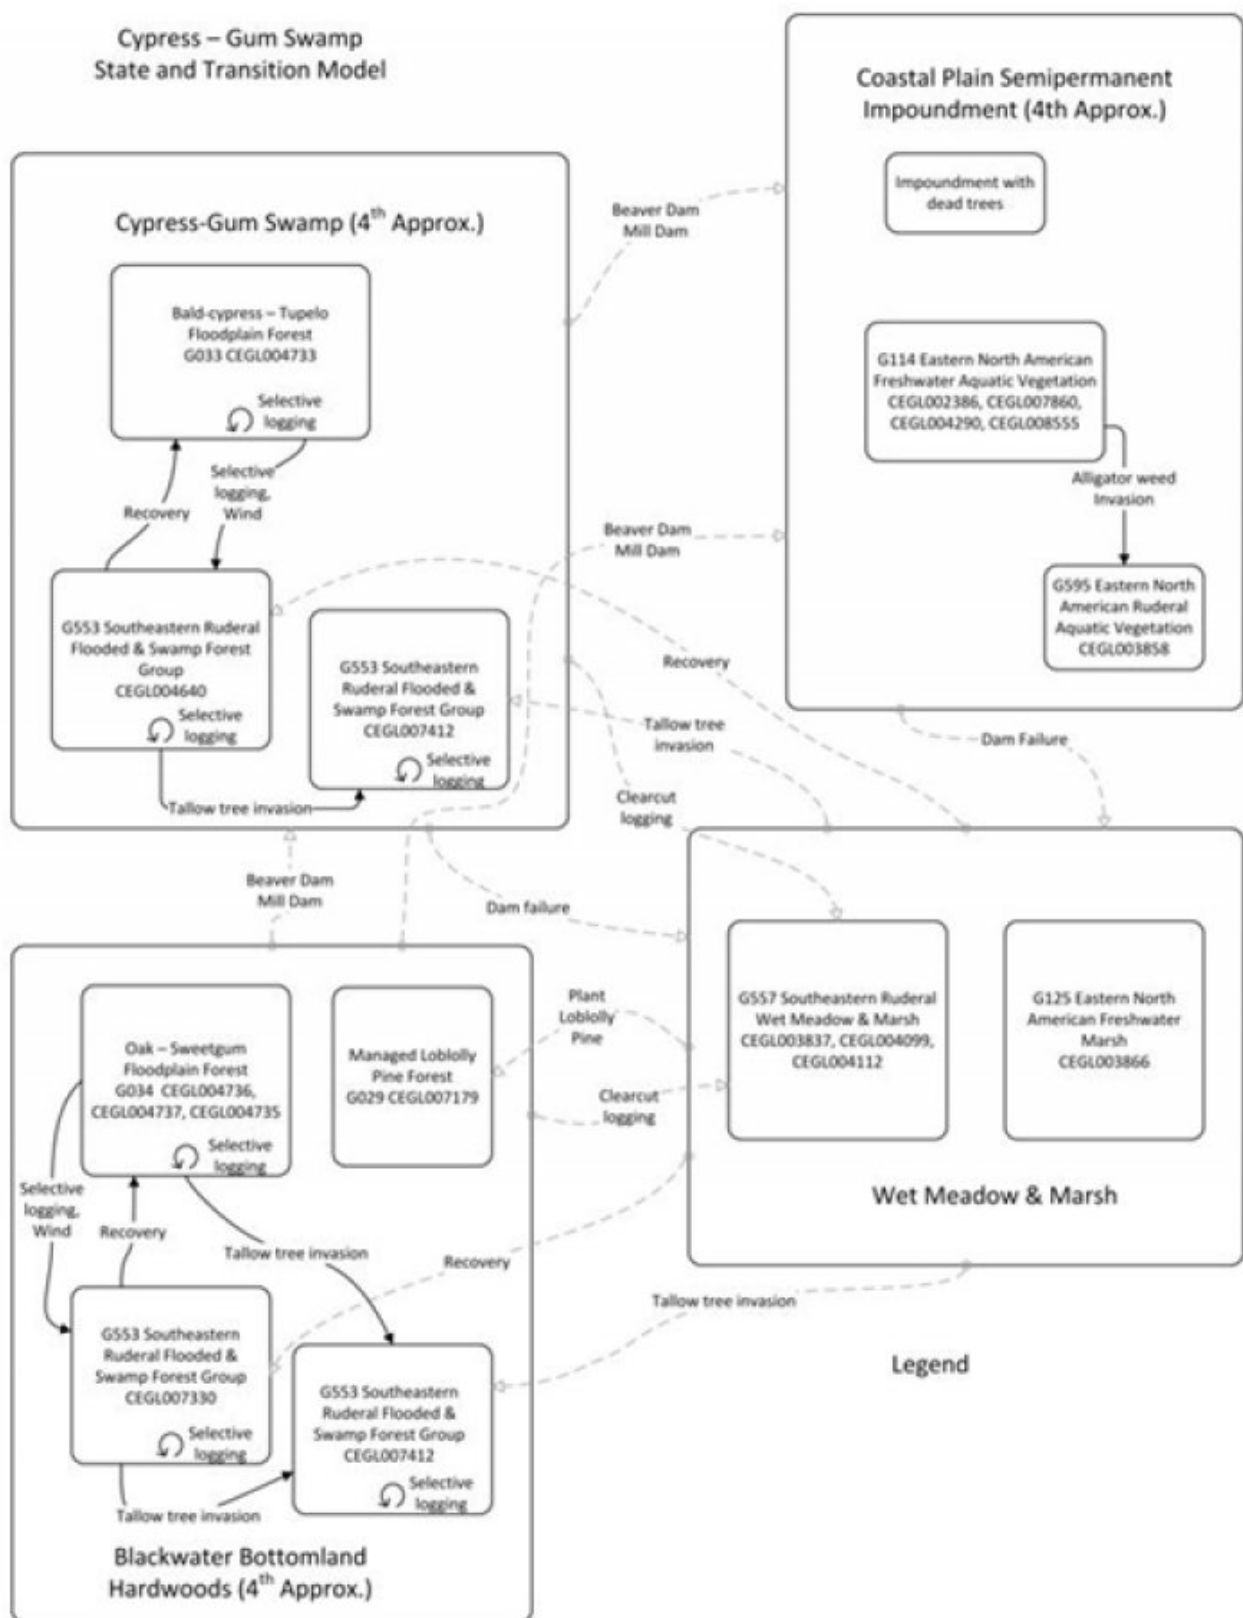 Cypress – Gum Swamp
State and Transition Model
Coastal Plain Semipermanent
Impoundment (4th Approx.)
Impoundment with
dead trees
Beaver Dam
Mill Dam
Cypress-Gum Swamp (4th Approx.)
Bald-cypress – Tupelo
Floodplain Forest
G033 CEGL004733
Selective
logging
G114 Eastern North American
Freshwater Aquatic Vegetation
CEGL002386, CEGL007860,
CEGL004290, CEGL008555
Alligator weed
Invasion
Selective
logging,
Wind
Recovery
Beaver Dam
Mill Dam
G595 Eastern North
American Ruderal
Aquatic Vegetation
CEGL003858
G553 Southeastern Ruderal
Flooded & Swamp Forest
Group
CEGL004640
Selective
logging
G553 Southeastern
Ruderal Flooded &
Swamp Forest Group
CEGL007412
Selective
logging
Tallow tree invasion
Recovery
Tallow tree
invasion
Dam Failure
Clearcut
logging
Beaver Dam
Mill Dam
Dam failure
Oak – Sweetgum
Floodplain Forest
G034 CEGL004736,
CEGL004737, CEGL004735
Selective
logging
Managed Loblolly
Pine Forest
G029 CEGL007179
Plant
Loblolly
Pine
Clearcut
logging
G557 Southeastern Ruderal
Wet Meadow & Marsh
CEGL003837, CEGL004099,
CEGL004112
G125 Eastern North
American Freshwater
Marsh
CEGL003866
Wet Meadow & Marsh
Selective
logging,
Wind
Recovery
Tallow tree invasion
Recovery
Tallow tree invasion
G553 Southeastern
Ruderal Flooded &
Swamp Forest Group
CEGL007330
Selective
logging
G553 Southeastern
Ruderal Flooded &
Swamp Forest Group
CEGL007412
Selective
logging
Tallow tree invasion
Legend
Blackwater Bottomland
Hardwoods (4th Approx.)